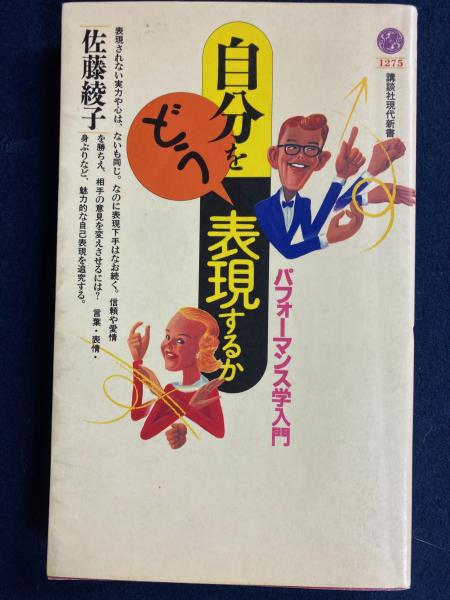 1275
講談社現代新書
自分を
どう
表現するか
パフォーマンス学入門
佐藤綾子
表現されない実力や心は、ないも同じ。なのに表現下手はなお続く。信頼や愛情
を勝ちえ、相手の意見を変えさせるには？ 言葉・表情・
身ぶりなど、魅力的な自己表現を追究する。